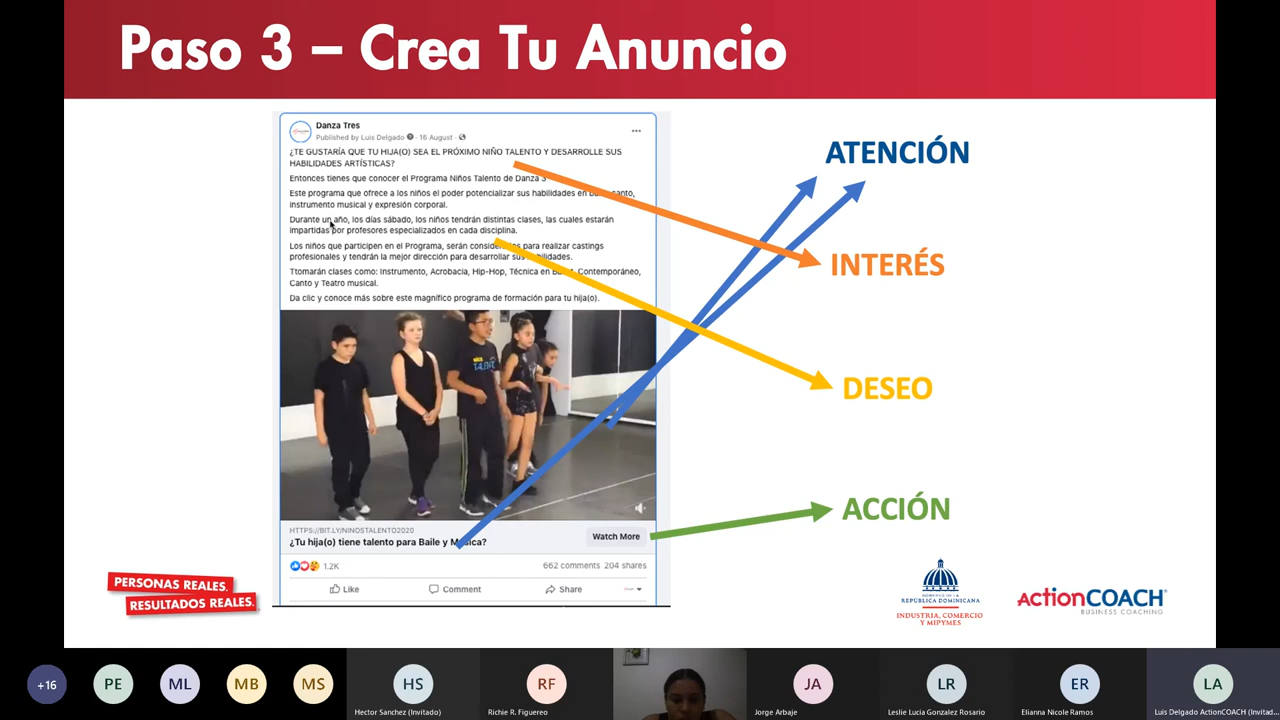 Paso 3 – Crea Tu Anuncio
Danza Tres
Published by Luis Delgado · 16 August ·
¿TE GUSTARÍA QUE TU HIJA(O) SEA EL PRÓXIMO NIÑO TALENTO Y DESARROLLE SUS
HABILIDADES ARTÍSTICAS?
Entonces tienes que conocer el Programa Niños Talento de Danza 3
Este programa que ofrece a los niños el poder potencializar sus habilidades en canto,
instrumento musical y expresión corporal.
Durante un año, los días sábado, los niños tendrán distintas clases, las cuales estarán
impartidas por profesores especializados en cada disciplina.
Los niños que participen en el Programa, serán considerados para realizar castings
profesionales y tendrán la mejor dirección para desarrollar sus habilidades.
Ttomarán clases como: Instrumento, Acrobacia, Hip-Hop, Técnica en Contemporáneo,
Canto y Teatro musical.
Da clic y conoce más sobre este magnífico programa de formación para tu hija(o).
TALENT
HTTPS://BIT.LY/NINOSTALENTO2020
¿Tu hija(o) tiene talento para Baile y Música?
Watch More
1.2K
662 comments 204 shares
Like
Comment
Share
ATENCIÓN
INTERÉS
DESEO
ACCIÓN
PERSONAS REALES.
RESULTADOS REALES.
GOBIERNO DE LA
REPÚBLICA DOMINICANA
INDUSTRIA, COMERCIO
Y MIPYMES
ActionCOACH
BUSINESS COACHING
+16
PE
ML
MB
MS
HS
Hector Sanchez (Invitado)
RF
Richie R. Figuereo
JA
Jorge Arbaje
LR
Leslie Lucia Gonzalez Rosario
ER
Elianna Nicole Ramos
LA
Luis Delgado ActionCOACH (Invitad...